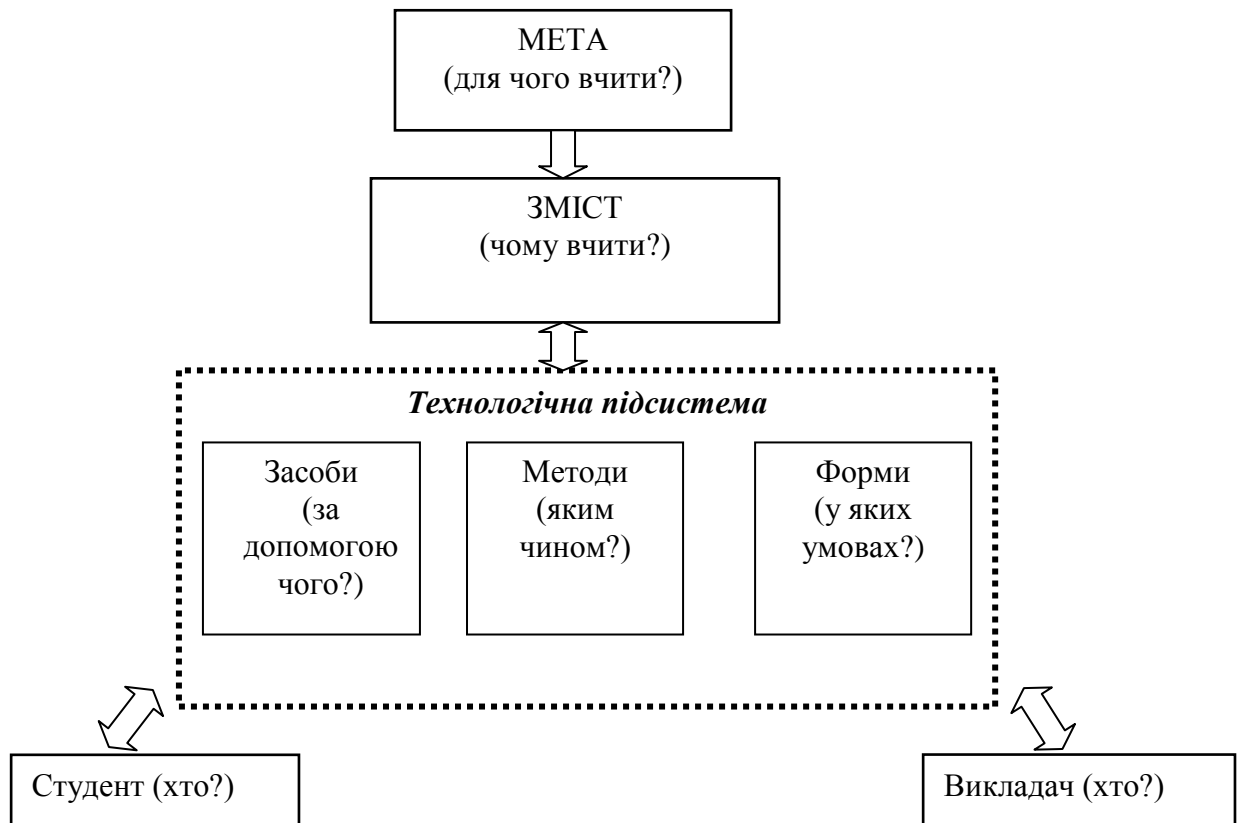 МЕТА
(для чого вчити?)
ЗМІСТ
(чому вчити?)
Технологічна підсистема
Засоби
(за
допомогою
чого?)
Методи
(яким
чином?)
Форми
(у яких
умовах?)
Студент (хто?)
Викладач (хто?)